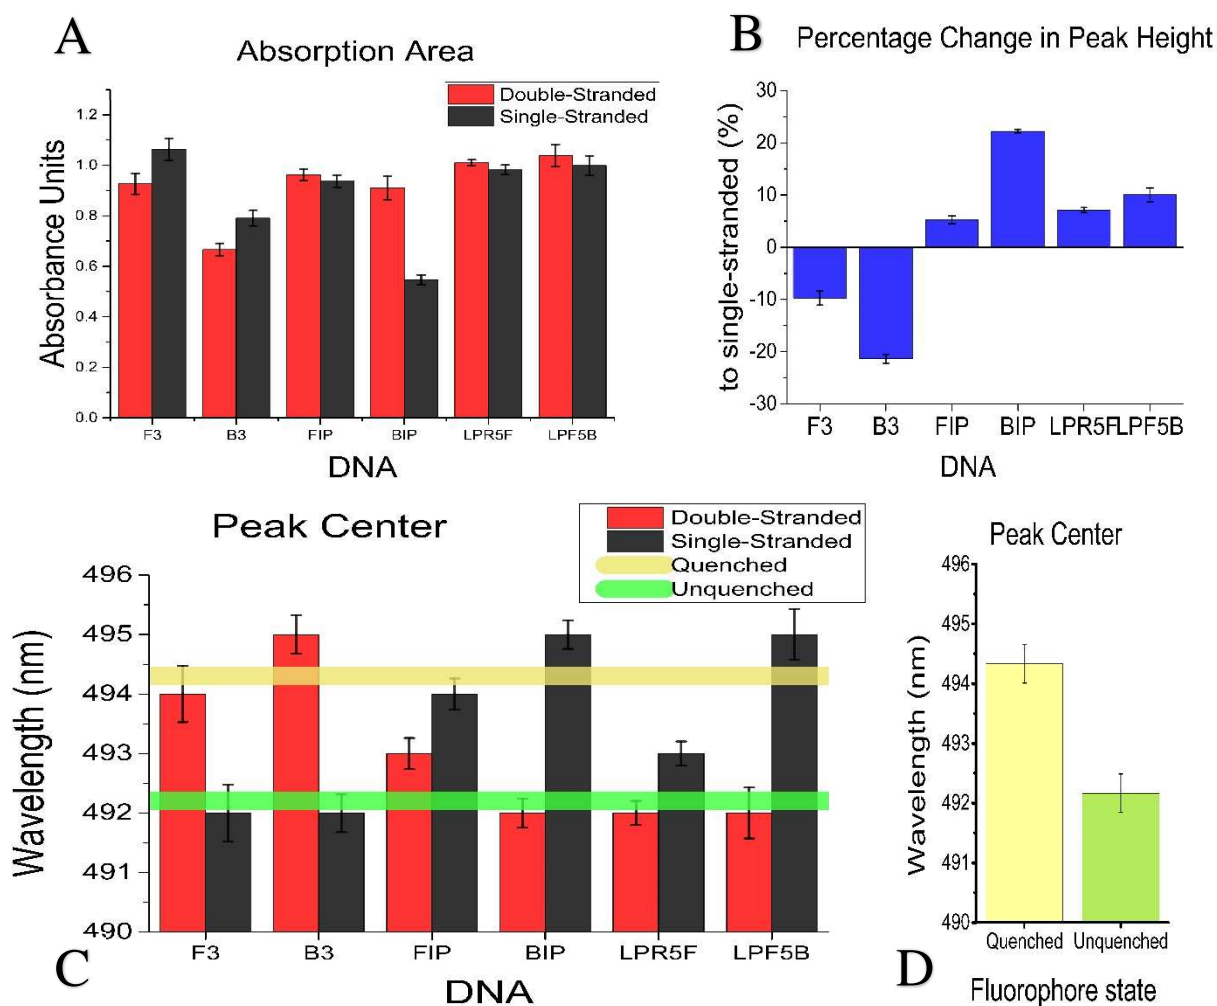 A
Absorption Area
Double-Stranded
Single-Stranded
Absorbance Units
1.2
1.0
0.8
0.6
0.4
0.2
0.0
F3 B3 FIP BIP LPR5F LPF5B
DNA
B
Percentage Change in Peak Height
to single-stranded (%)
30
20
10
0
-10
-20
-30
F3 B3 FIP BIP LPR5F LPF5B
DNA
Peak Center
Double-Stranded
Single-Stranded
Quenched
Unquenched
Wavelength (nm)
496
495
494
493
492
491
490
F3 B3 FIP BIP LPR5F LPF5B
C
DNA
Peak Center
Wavelength (nm)
496
495
494
493
492
491
490
Quenched Unquenched
D
Fluorophore state